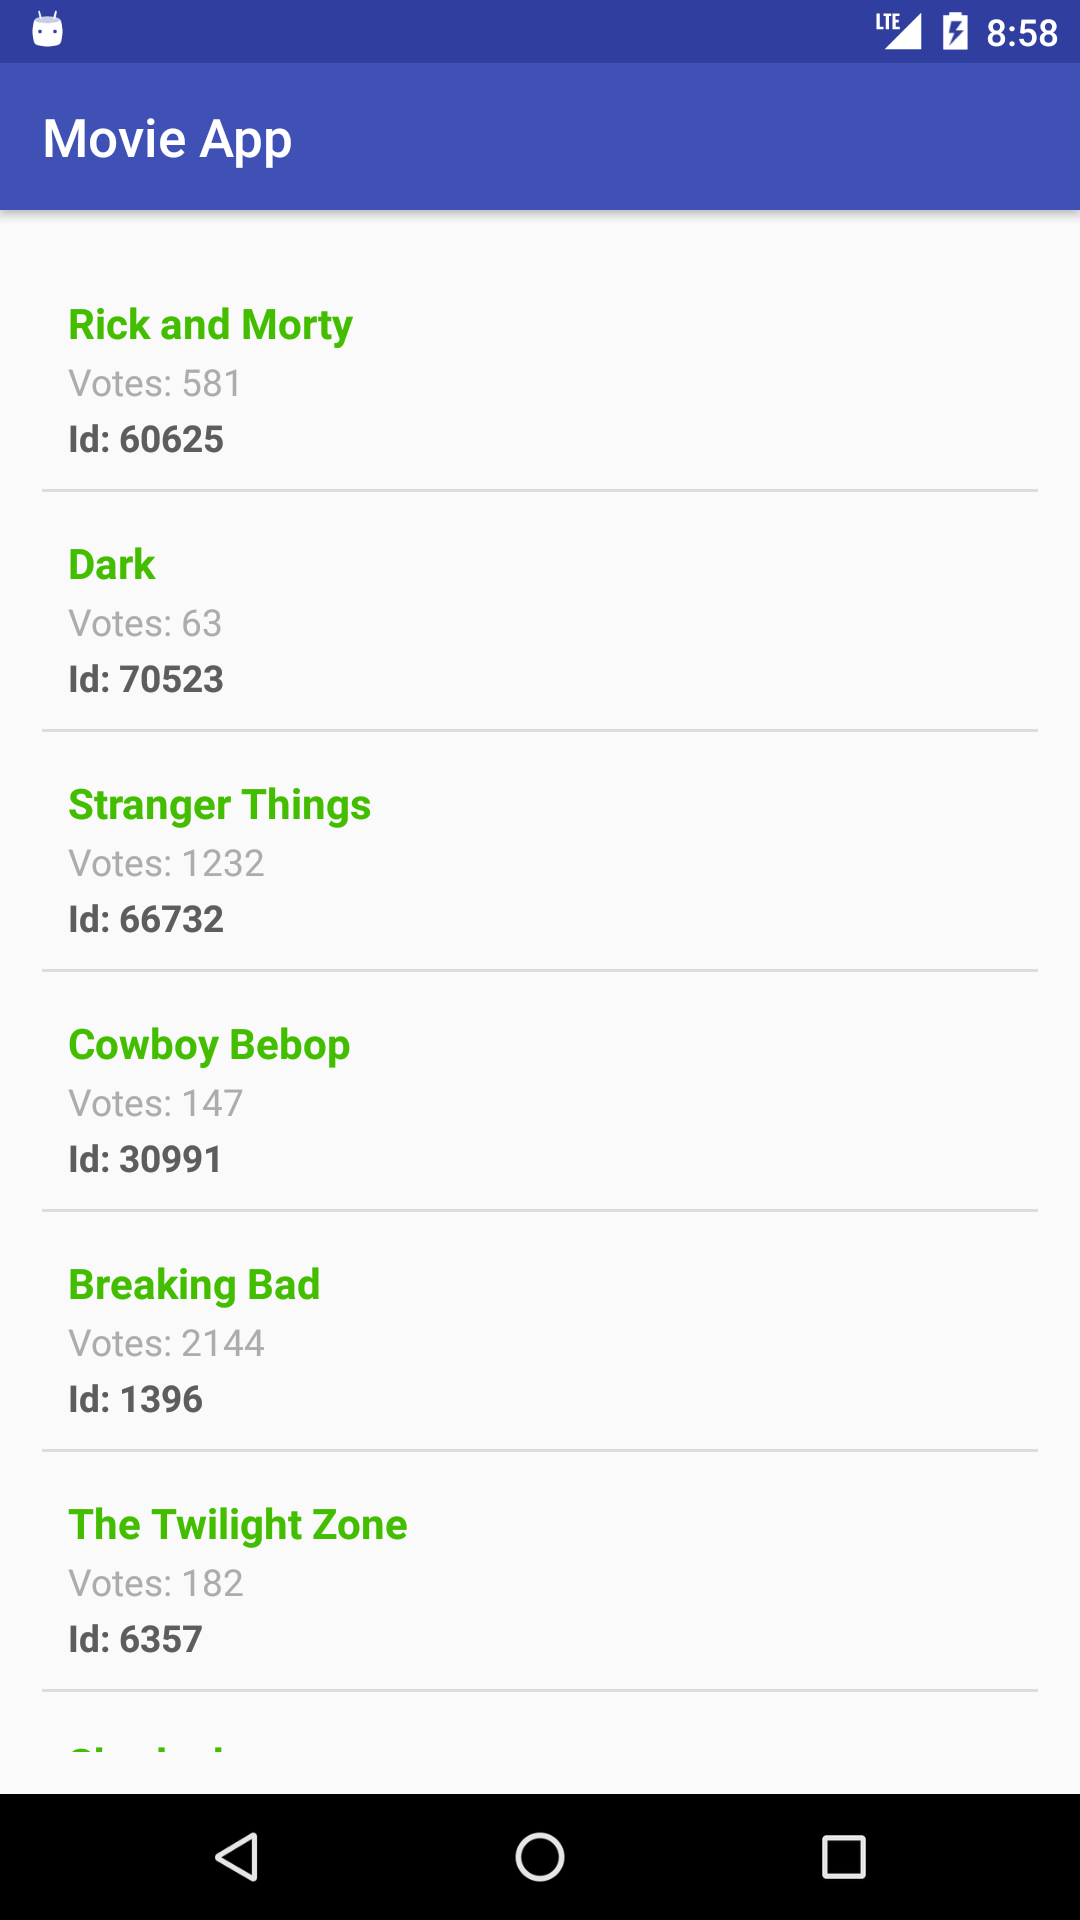 LTE 8:58
Movie App
Rick and Morty
Votes: 581
Id: 60625
Dark
Votes: 63
Id: 70523
Stranger Things
Votes: 1232
Id: 66732
Cowboy Bebop
Votes: 147
Id: 30991
Breaking Bad
Votes: 2144
Id: 1396
The Twilight Zone
Votes: 182
Id: 6357